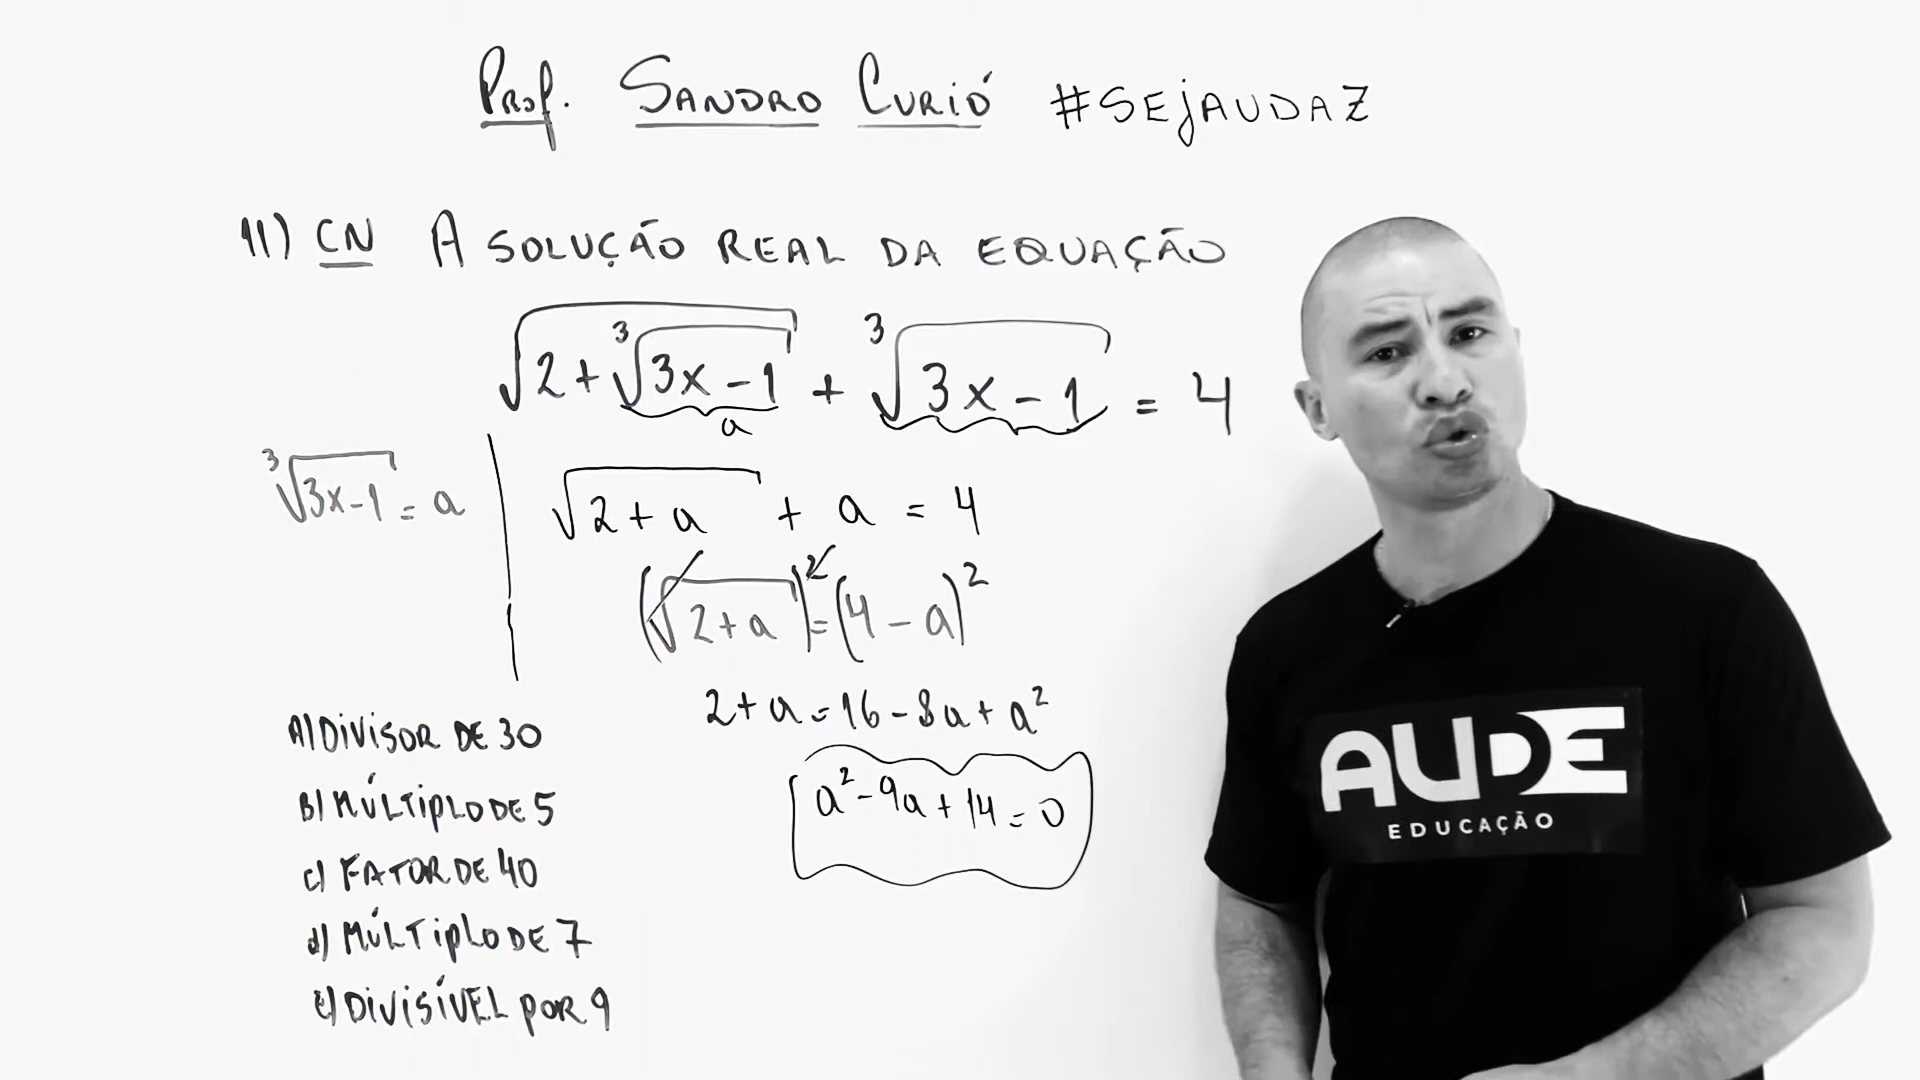 Prof. SANDRO CURIÓ #SEJAUDAZ
11) CN A SOLUÇÃO REAL DA EQUAÇÃO
√(2+∛(3x-1)) + ∛(3x-1) = 4
a
∛(3x-1) = a
√(2+a) + a = 4
(√(2+a))² = (4-a)²
2+a=16-8a+a²
a²-9a+14=0
A) DIVISOR DE 30
B) MÚLTIPLO DE 5
C) FATOR DE 40
d) MÚLTIPLO DE 7
E) DIVISÍVEL POR 9
AUDE
EDUCAÇÃO